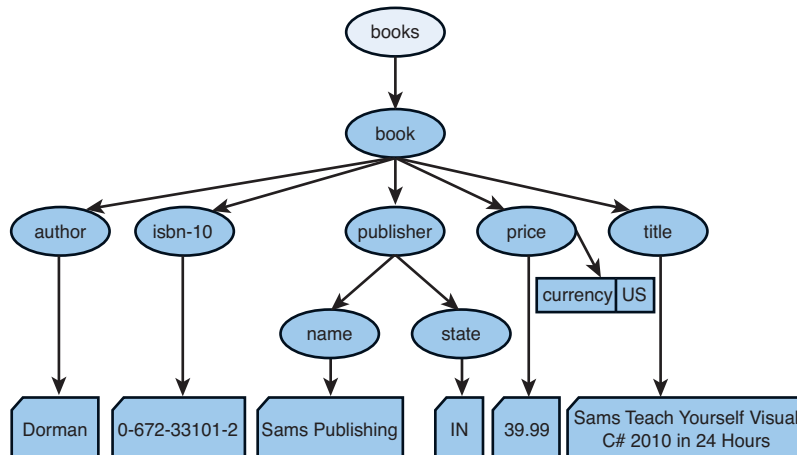 books
book
author
isbn-10
publisher
price
title
currency US
name
state
Dorman
0-672-33101-2
Sams Publishing
IN
39.99
Sams Teach Yourself Visual
C# 2010 in 24 Hours